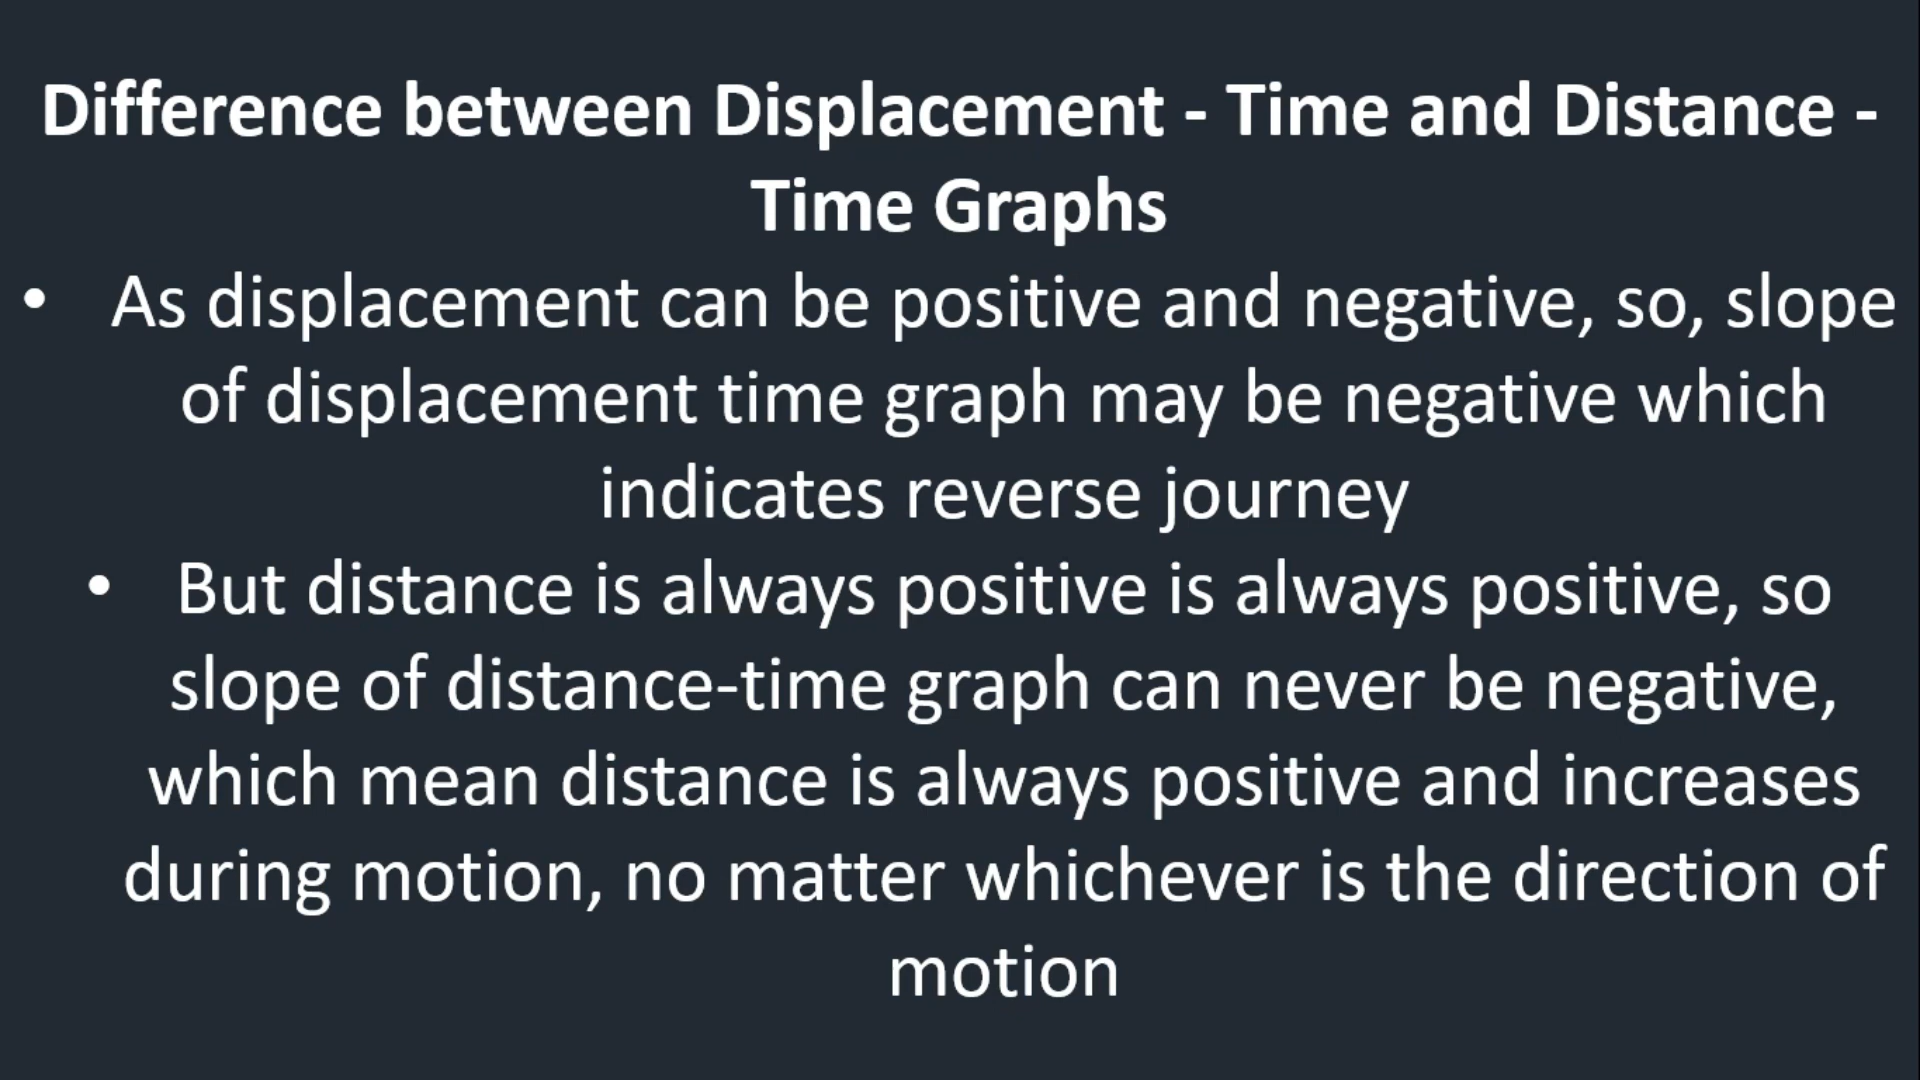 Difference between Displacement - Time and Distance -
Time Graphs
• As displacement can be positive and negative, so, slope
of displacement time graph may be negative which
indicates reverse journey
• But distance is always positive is always positive, so
slope of distance-time graph can never be negative,
which mean distance is always positive and increases
during motion, no matter whichever is the direction of
motion